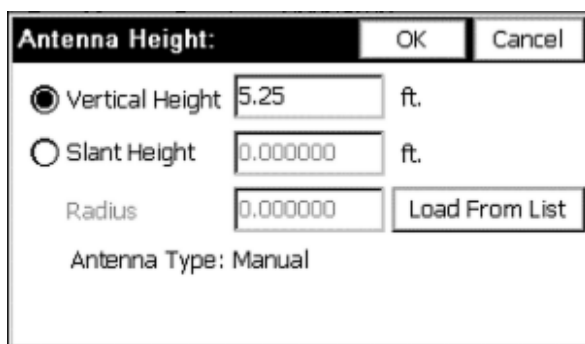 Antenna Height: OK Cancel
Vertical Height 5.25 ft.
Slant Height 0.000000 ft.
Radius 0.000000 Load From List
Antenna Type: Manual